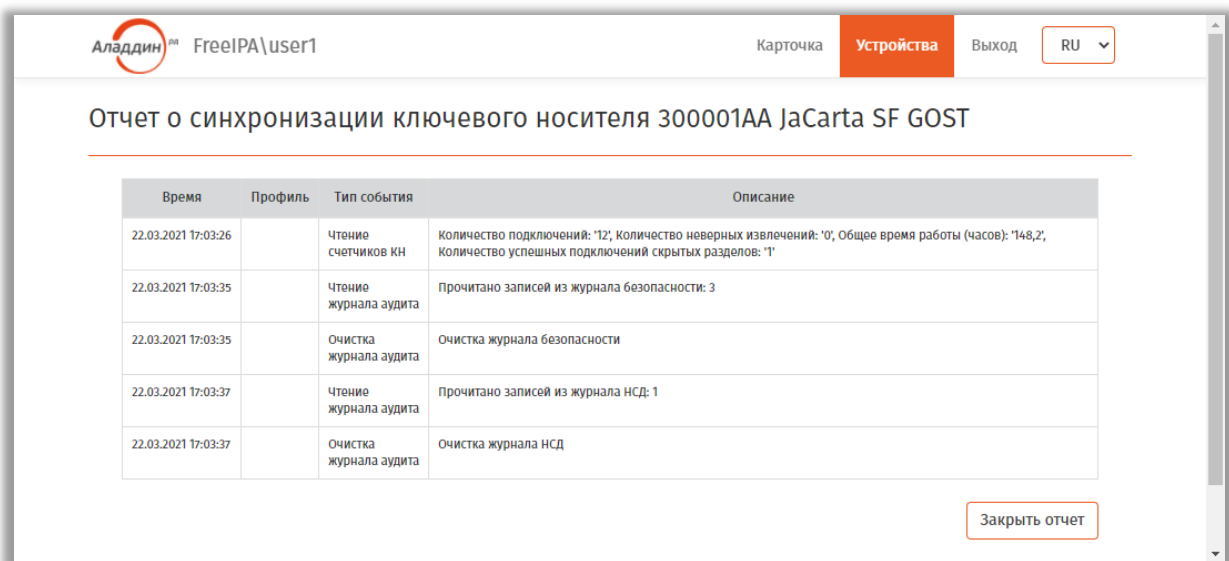 Аладдин РД FreeIPA\user1 Карточка Устройства Выход RU
Отчет о синхронизации ключевого носителя 300001AA JaCarta SF GOST
Время Профиль Тип события Описание
22.03.2021 17:03:26 Чтение счетчиков КН Количество подключений: '12', Количество неверных извлечений: '0', Общее время работы (часов): '148,2',
Количество успешных подключений скрытых разделов: '1'
22.03.2021 17:03:35 Чтение журнала аудита Прочитано записей из журнала безопасности: 3
22.03.2021 17:03:35 Очистка журнала аудита Очистка журнала безопасности
22.03.2021 17:03:37 Чтение журнала аудита Прочитано записей из журнала НСД: 1
22.03.2021 17:03:37 Очистка журнала аудита Очистка журнала НСД
Закрыть отчет